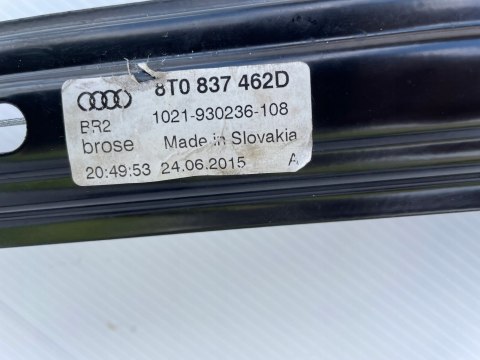 8T0 837 462D
BR2 1021-930236-108
brose Made in Slovakia
20:49:53 24.06.2015 A